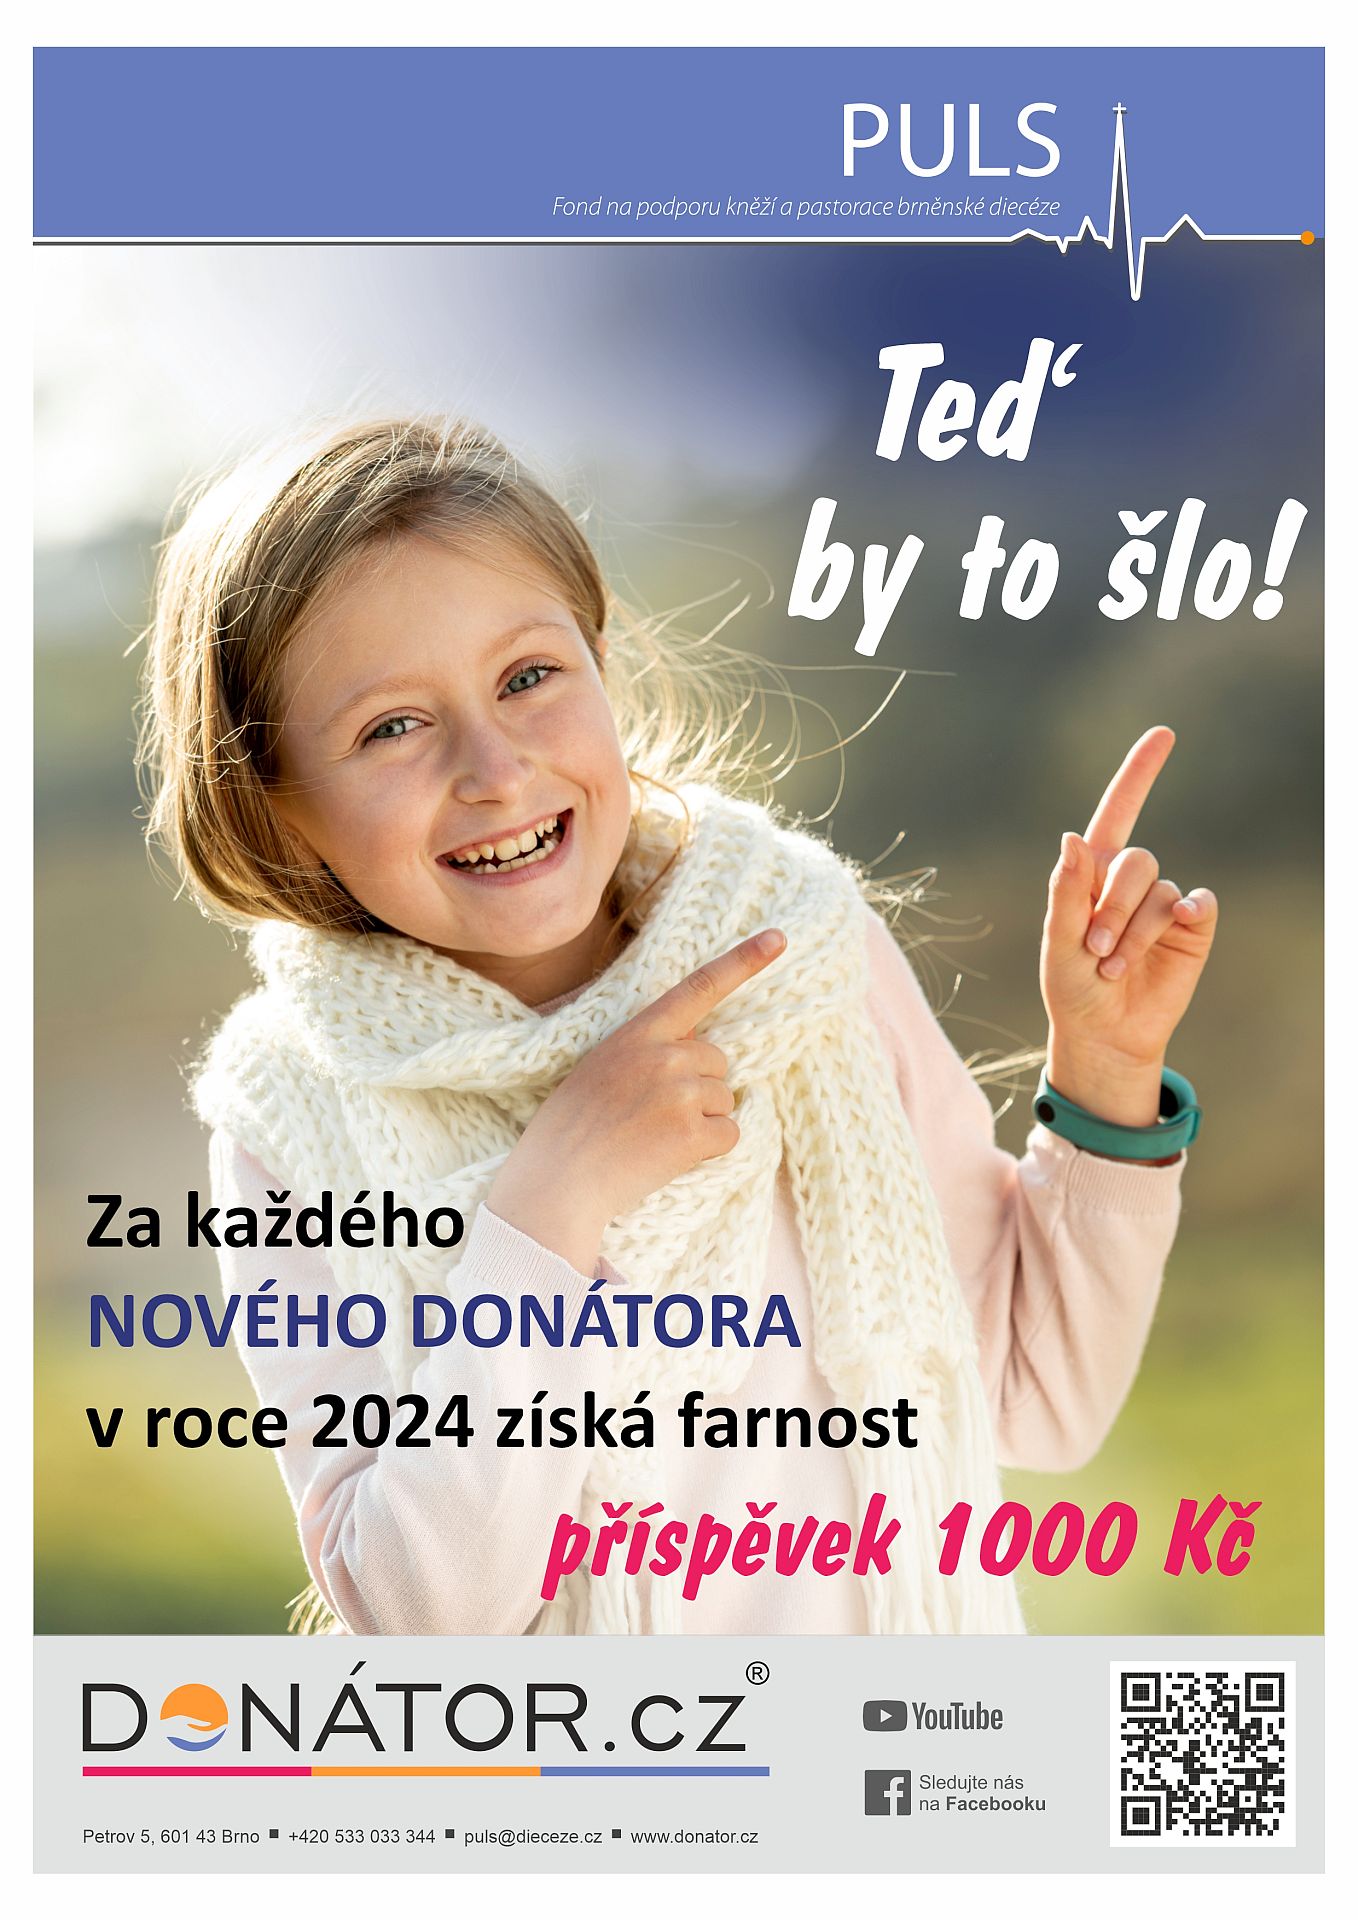 PULS
Fond na podporu kněží a pastorace brněnské diecéze
Teď
by to šlo!
Za každého
NOVÉHO DONÁTORA
v roce 2024 získá farnost
příspěvek 1000 Kč
DONÁTOR.cz®
YouTube
Sledujte nás
na Facebooku
Petrov 5, 601 43 Brno ▪ +420 533 033 344 ▪ puls@dieceze.cz ▪ www.donator.cz